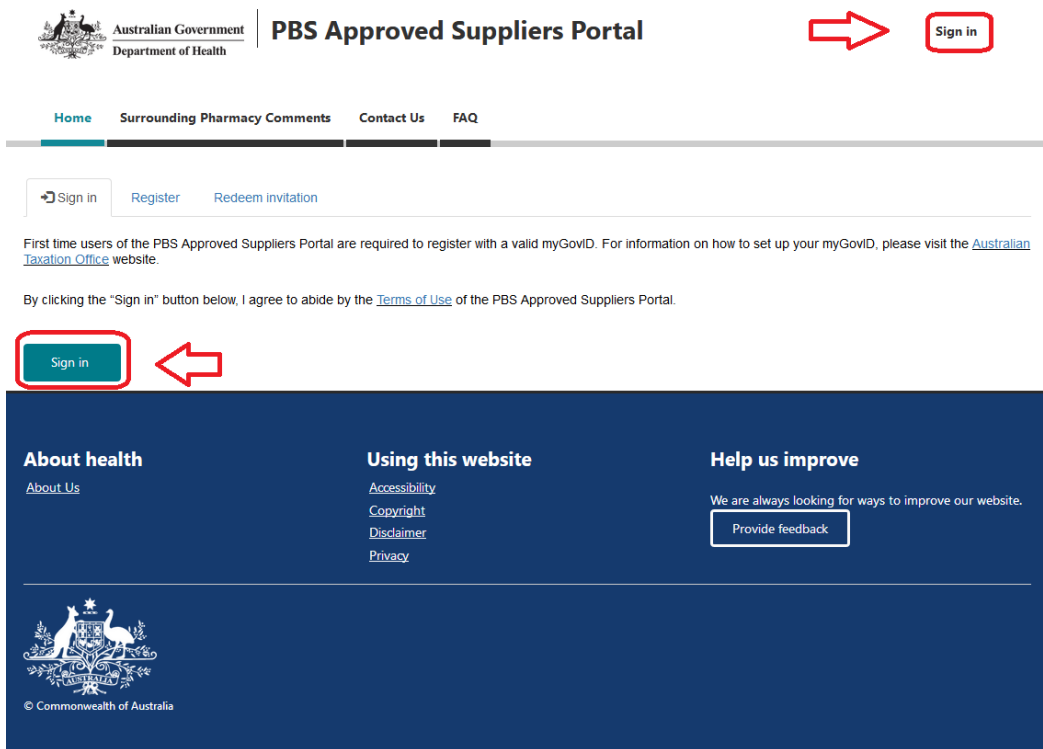 Australian Government
Department of Health
PBS Approved Suppliers Portal
Sign in
Home Surrounding Pharmacy Comments Contact Us FAQ
Sign in Register Redeem invitation
First time users of the PBS Approved Suppliers Portal are required to register with a valid myGovID. For information on how to set up your myGovID, please visit the Australian
Taxation Office website.
By clicking the “Sign in” button below, I agree to abide by the Terms of Use of the PBS Approved Suppliers Portal.
Sign in
About health
About Us
Using this website
Accessibility
Copyright
Disclaimer
Privacy
Help us improve
We are always looking for ways to improve our website.
Provide feedback
AUSTRALIA
© Commonwealth of Australia